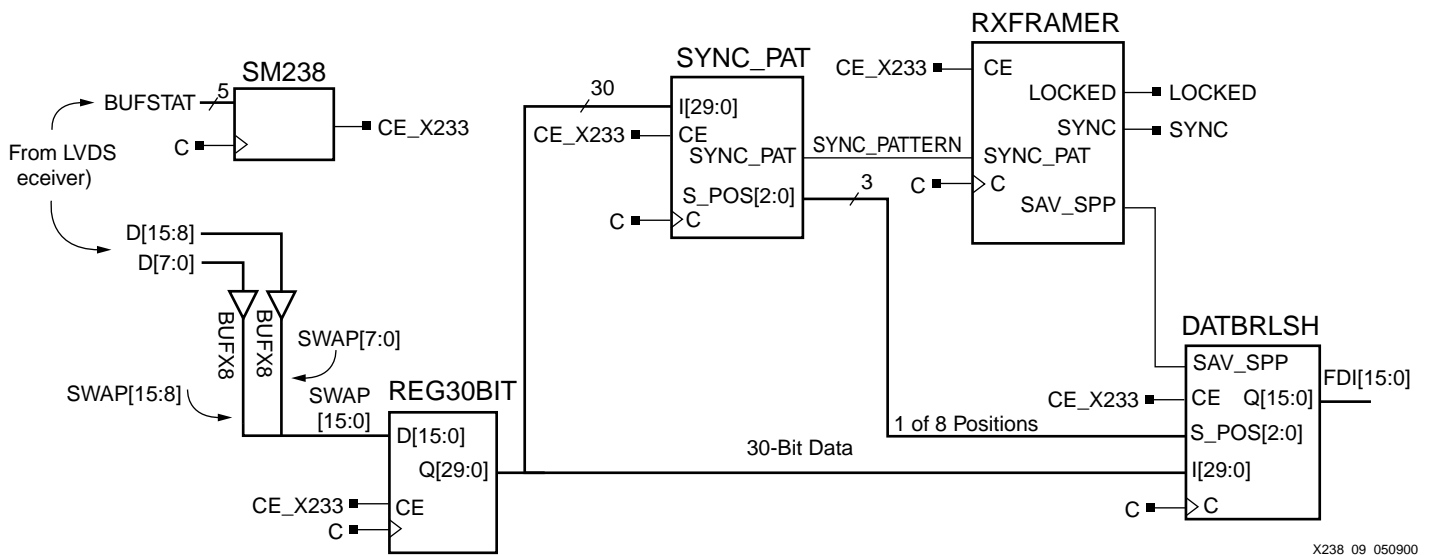 RXFRAMER
SYNC_PAT
SM238
CE_X233
CE
LOCKED
LOCKED
SYNC
SYNC
SYNC_PAT
C
C
SAV_SPP
30
I[29:0]
CE_X233
CE
SYNC_PAT
SYNC_PATTERN
S_POS[2:0]
3
C
C
BUFSTAT
5
C
CE_X233
From LVDS
eceiver)
D[15:8]
D[7:0]
BUFX8
BUFX8
SWAP[7:0]
SWAP[15:8]
SWAP
[15:0]
REG30BIT
D[15:0]
Q[29:0]
CE_X233
CE
C
30-Bit Data
1 of 8 Positions
DATBRLSH
SAV_SPP
CE_X233
CE
Q[15:0]
FDI[15:0]
S_POS[2:0]
I[29:0]
C
C
X238_09_050900